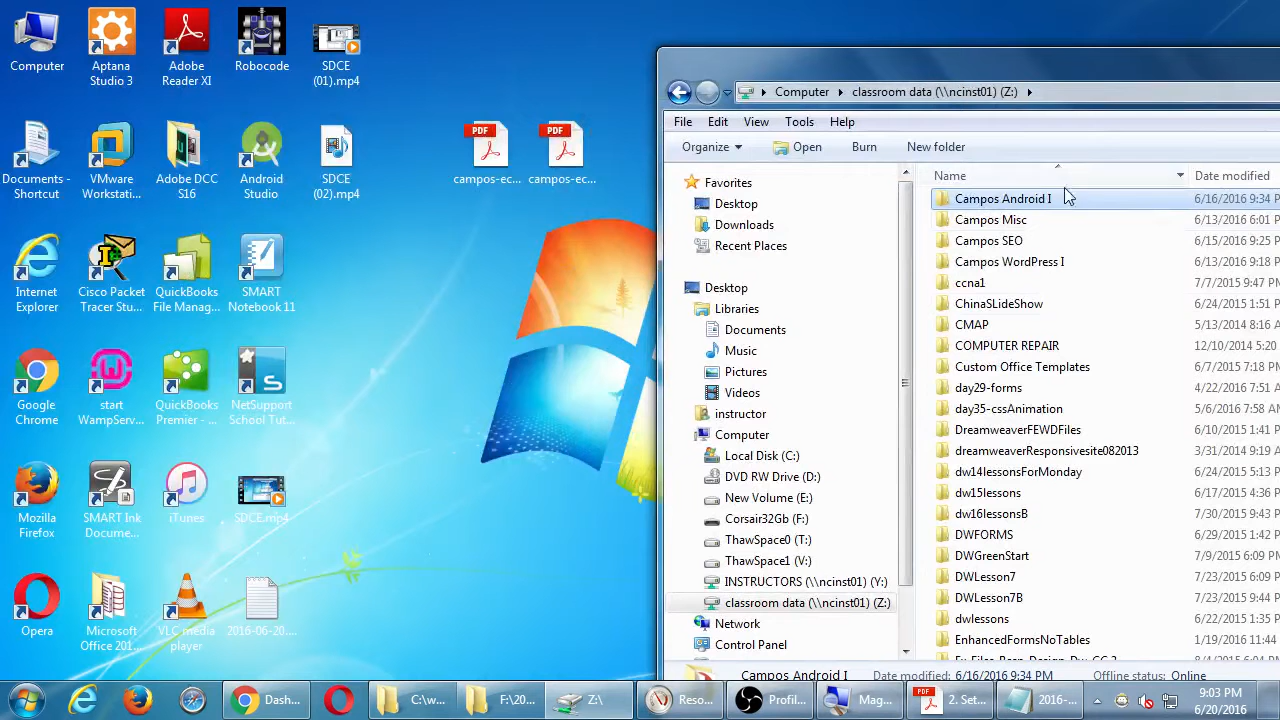 Computer
Aptana
Studio 3
Adobe
Reader XI
Robocode
SDCE
(01).mp4
Documents -
Shortcut
VMware
Workstati...
Adobe DCC
S16
Android
Studio
SDCE
(02).mp4
PDF
campos-ec...
PDF
campos-ec...
Internet
Explorer
Cisco Packet
Tracer Stu...
QuickBooks
File Manag...
SMART
Notebook 11
Google
Chrome
start
WampServ...
QuickBooks
Premier - ...
NetSupport
School Tut...
Mozilla
Firefox
SMART Ink
Docume...
iTunes
SDCE.mp4
Opera
Microsoft
Office 201...
VLC media
player
2016-06-20....
Computer
classroom data (\\ncinst01) (Z:)
File Edit View Tools Help
Organize Open Burn New folder
Favorites
Desktop
Downloads
Recent Places
Desktop
Libraries
Documents
Music
Pictures
Videos
instructor
Computer
Local Disk (C:)
DVD RW Drive (D:)
New Volume (E:)
Corsair32Gb (F:)
ThawSpace0 (T:)
ThawSpace1 (V:)
INSTRUCTORS (\\ncinst01) (Y:)
classroom data (\\ncinst01) (Z:)
Network
Control Panel
Name Date modified
Campos Android I 6/16/2016 9:34 P
Campos Misc 6/13/2016 6:01 P
Campos SEO 6/15/2016 9:25 P
Campos WordPress I 6/13/2016 9:18 P
ccna1 7/7/2015 9:47 P
ChinaSLideShow 6/24/2015 1:51 P
CMAP 5/13/2014 8:16 A
COMPUTER REPAIR 12/10/2014 5:20
Custom Office Templates 6/7/2015 7:18 P
day29-forms 4/22/2016 7:51 A
day35-cssAnimation 5/6/2016 7:58 A
DreamweaverFEWDFiles 6/10/2015 1:41 P
dreamweaverResponsivesite082013 3/31/2014 9:19 A
dw14lessonsForMonday 6/24/2015 5:13 P
dw15lessons 6/17/2015 4:36 P
dw16lessonsB 7/30/2015 9:43 P
DWFORMS 6/29/2015 1:42 P
DWGreenStart 7/9/2015 6:09 PM
DWLesson7 7/23/2015 6:09 P
DWLesson7B 7/23/2015 9:44 P
dwlessons 6/22/2015 1:35 P
EnhancedFormsNoTables 1/19/2016 11:44
Campos Android I Date modified: 6/16/2016 9:34 PM Offline status: Online
Dash...
C:\w...
F:\20...
Z:\
Reso...
Profil...
Mag...
PDF
2. Set...
2016-...
9:03 PM
6/20/2016